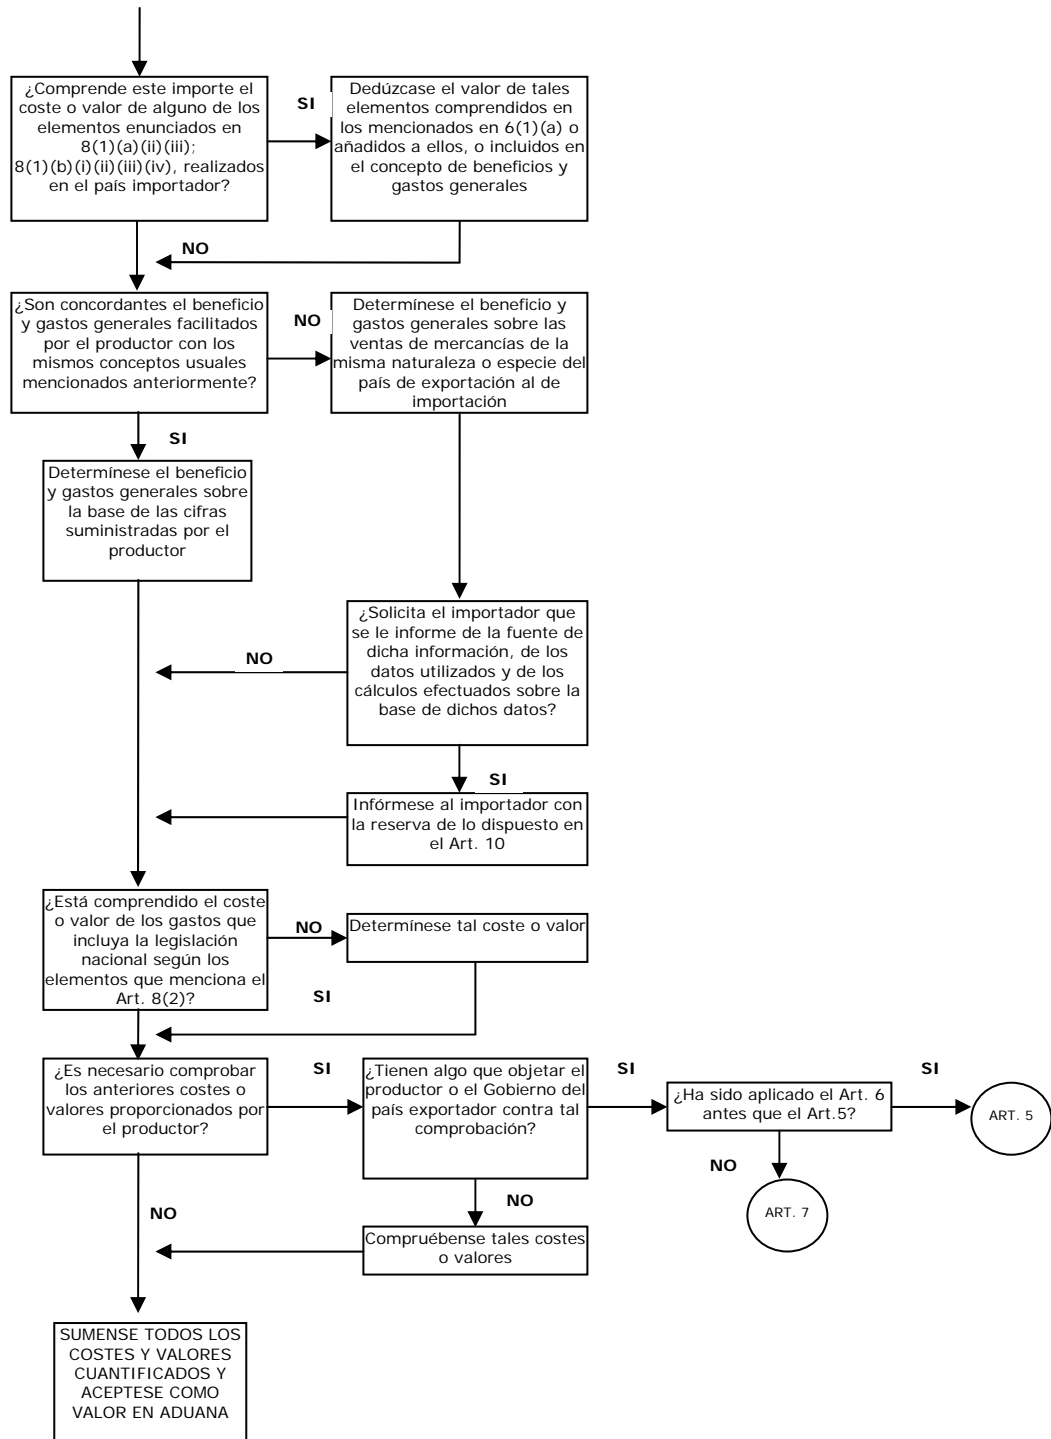 ¿Comprende este importe el
coste o valor de alguno de los
elementos enunciados en
8(1)(a)(ii)(iii);
8(1)(b)(i)(ii)(iii)(iv), realizados
en el país importador?
SI
Dedúzcase el valor de tales
elementos comprendidos en
los mencionados en 6(1)(a) o
añadidos a ellos, o incluidos en
el concepto de beneficios y
gastos generales
NO
¿Son concordantes el beneficio
y gastos generales facilitados
por el productor con los
mismos conceptos usuales
mencionados anteriormente?
NO
Determínese el beneficio y
gastos generales sobre las
ventas de mercancías de la
misma naturaleza o especie del
país de exportación al de
importación
SI
Determínese el beneficio
y gastos generales sobre
la base de las cifras
suministradas por el
productor
¿Solicita el importador que
se le informe de la fuente de
dicha información, de los
datos utilizados y de los
cálculos efectuados sobre la
base de dichos datos?
NO
SI
Infórmese al importador con
la reserva de lo dispuesto en
el Art. 10
¿Está comprendido el coste
o valor de los gastos que
incluya la legislación
nacional según los
elementos que menciona el
Art. 8(2)?
NO
Determínese tal coste o valor
SI
¿Es necesario comprobar
los anteriores costes o
valores proporcionados por
el productor?
SI
¿Tienen algo que objetar el
productor o el Gobierno del
país exportador contra tal
comprobación?
SI
¿Ha sido aplicado el Art. 6
antes que el Art.5?
SI
ART. 5
NO
ART. 7
NO
NO
Compruébense tales costes
o valores
SUMENSE TODOS LOS
COSTES Y VALORES
CUANTIFICADOS Y
ACEPTESE COMO
VALOR EN ADUANA